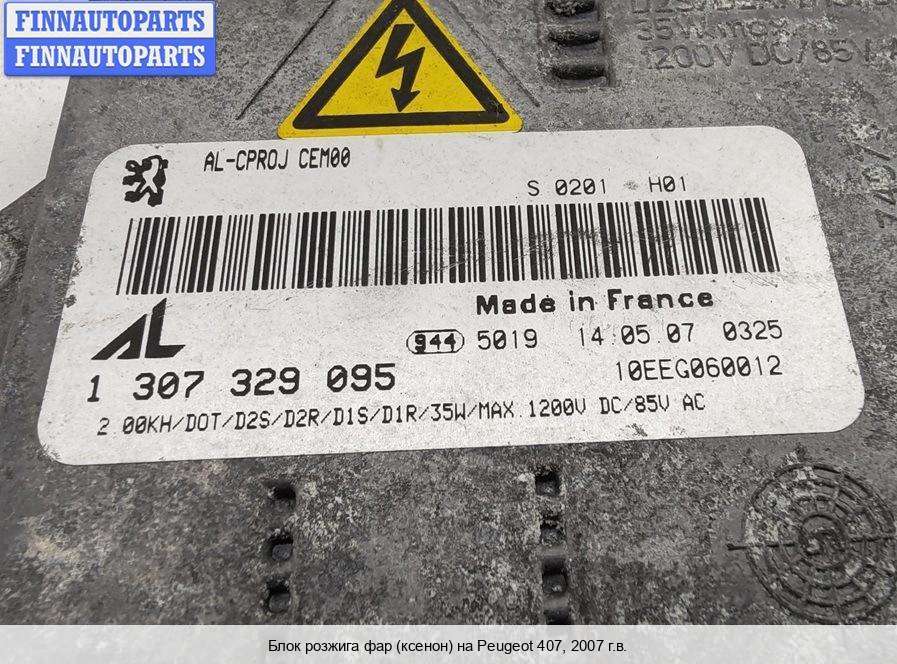 FINNAUTOPARTS
FINNAUTOPARTS
1200V DC/85
AL-CPROJ CEM00
S 0201 H01
Made in France
AL
944 5019 14.05.07 0325
1 307 329 095
10EEG060012
2.00KH/DOT/D2S/D2R/D1S/D1R/35W/MAX.1200V DC/85V AC
Блок розжига фар (ксенон) на Peugeot 407, 2007 г.в.